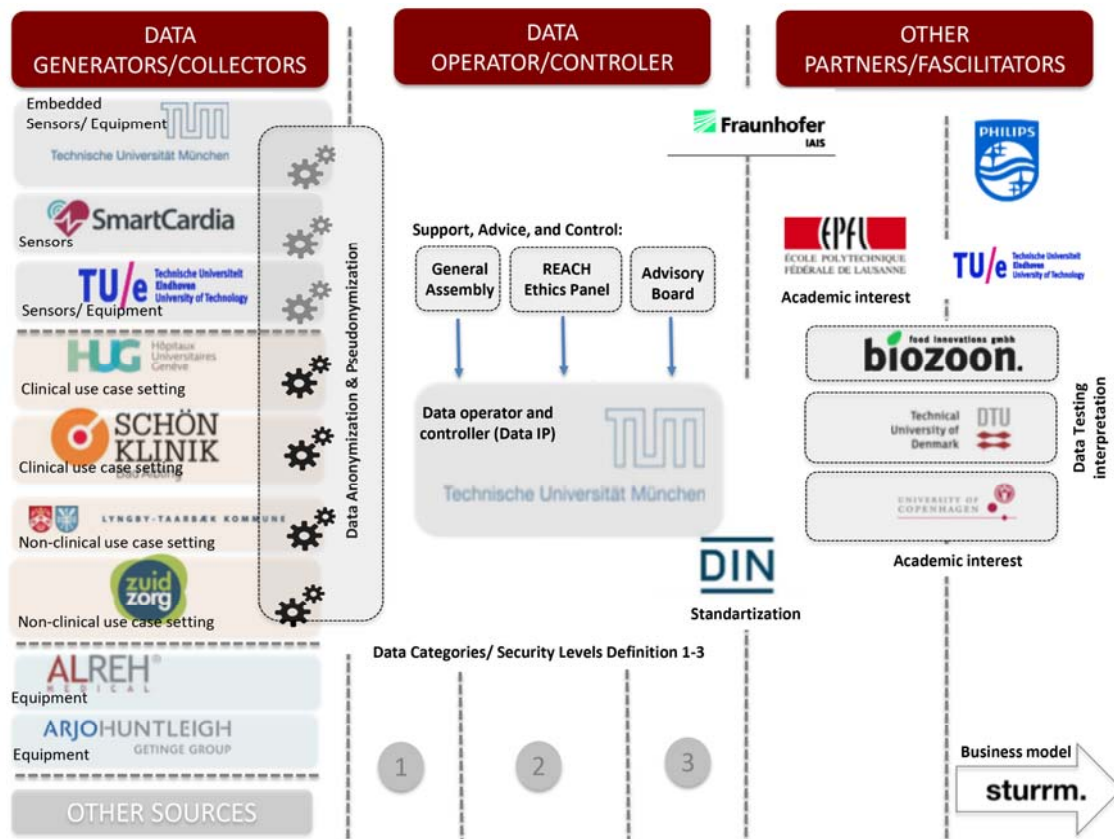 DATA
GENERATORS/COLLECTORS
Embedded
Sensors/ Equipment
TUM
Technische Universität München
SmartCardia
Sensors
TU/e
Technische Universiteit
Eindhoven
University of Technology
Sensors/ Equipment
HUG
Hôpitaux
Universitaires
Genève
Clinical use case setting
SCHÖN
KLINIK
Bad Aibling
Clinical use case setting
LYNGBY-TAARBÆK KOMMUNE
Non-clinical use case setting
zuid
zorg
Non-clinical use case setting
ALREH®
MEDICAL
Equipment
ARJOHUNTLEIGH
GETINGE GROUP
Equipment
OTHER SOURCES
Data Anonymization & Pseudonymization
DATA
OPERATOR/CONTROLER
Fraunhofer
IAIS
Support, Advice, and Control:
General
Assembly
REACH
Ethics Panel
Advisory
Board
Data operator and
controller (Data IP)
TUM
Technische Universität München
DIN
Standartization
Data Categories/ Security Levels Definition 1-3
1
2
3
OTHER
PARTNERS/FASCILITATORS
PHILIPS
EPFL
ÉCOLE POLYTECHNIQUE
FÉDÉRALE DE LAUSANNE
Academic interest
TU/e
Technische Universiteit
Eindhoven
University of Technology
food innovations gmbh
biozoon.
Technical
University of
Denmark
DTU
UNIVERSITY OF
COPENHAGEN
Data Testing
interpretation
Academic interest
Business model
sturrm.